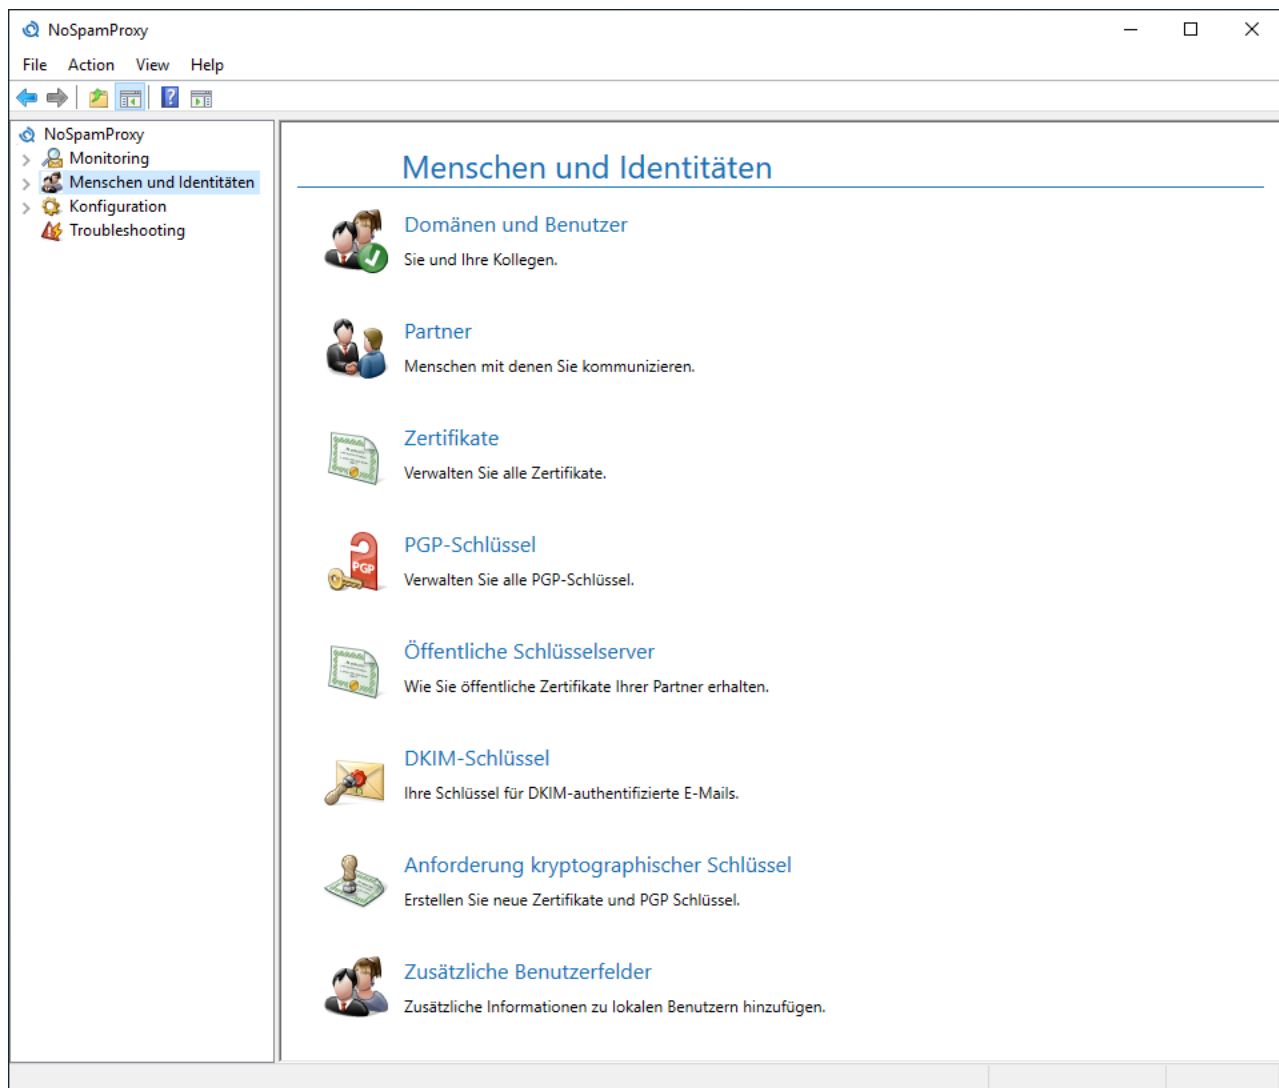 NoSpamProxy
File Action View Help
NoSpamProxy
Monitoring
Menschen und Identitäten
Konfiguration
Troubleshooting
Menschen und Identitäten
Domänen und Benutzer
Sie und Ihre Kollegen.
Partner
Menschen mit denen Sie kommunizieren.
Zertifikate
Verwalten Sie alle Zertifikate.
PGP
PGP-Schlüssel
Verwalten Sie alle PGP-Schlüssel.
Öffentliche Schlüsselserver
Wie Sie öffentliche Zertifikate Ihrer Partner erhalten.
DKIM-Schlüssel
Ihre Schlüssel für DKIM-authentifizierte E-Mails.
Anforderung kryptographischer Schlüssel
Erstellen Sie neue Zertifikate und PGP Schlüssel.
Zusätzliche Benutzerfelder
Zusätzliche Informationen zu lokalen Benutzern hinzufügen.